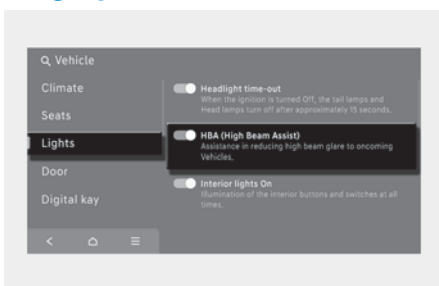 Vehicle
Climate
Seats
Lights
Door
Digital kay
Headlight time-out
When the ignition is turned Off, the tail lamps and
Head lamps turn off after approximately 15 seconds.
HBA (High Beam Assist)
Assistance in reducing high beam glare to oncoming
Vehicles.
Interior lights On
Illumination of the interior buttons and switches at all
times.